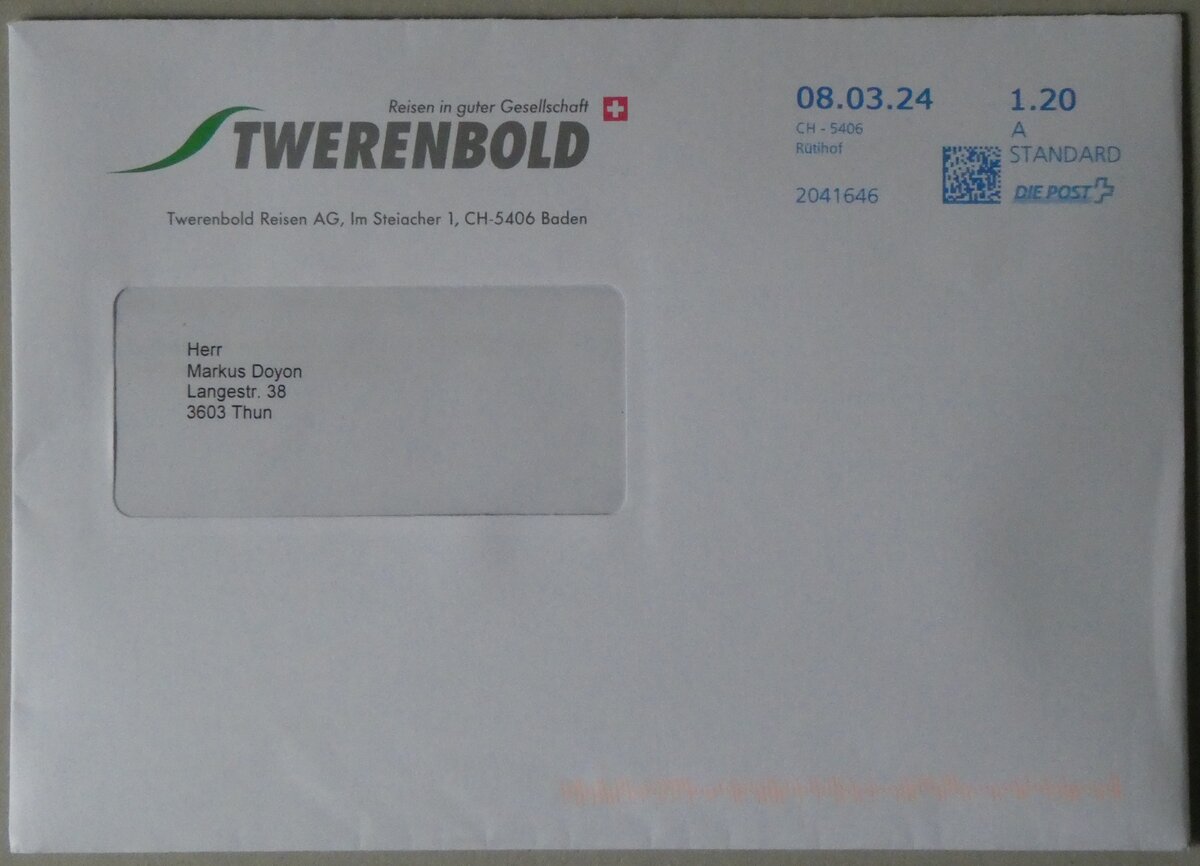 Reisen in guter Gesellschaft
TWERENBOLD
Twerenbold Reisen AG, Im Steiacher 1, CH-5406 Baden
08.03.24
CH - 5406
Rütihof
2041646
1.20
A
STANDARD
DIE POST
Herr
Markus Doyon
Langestr. 38
3603 Thun